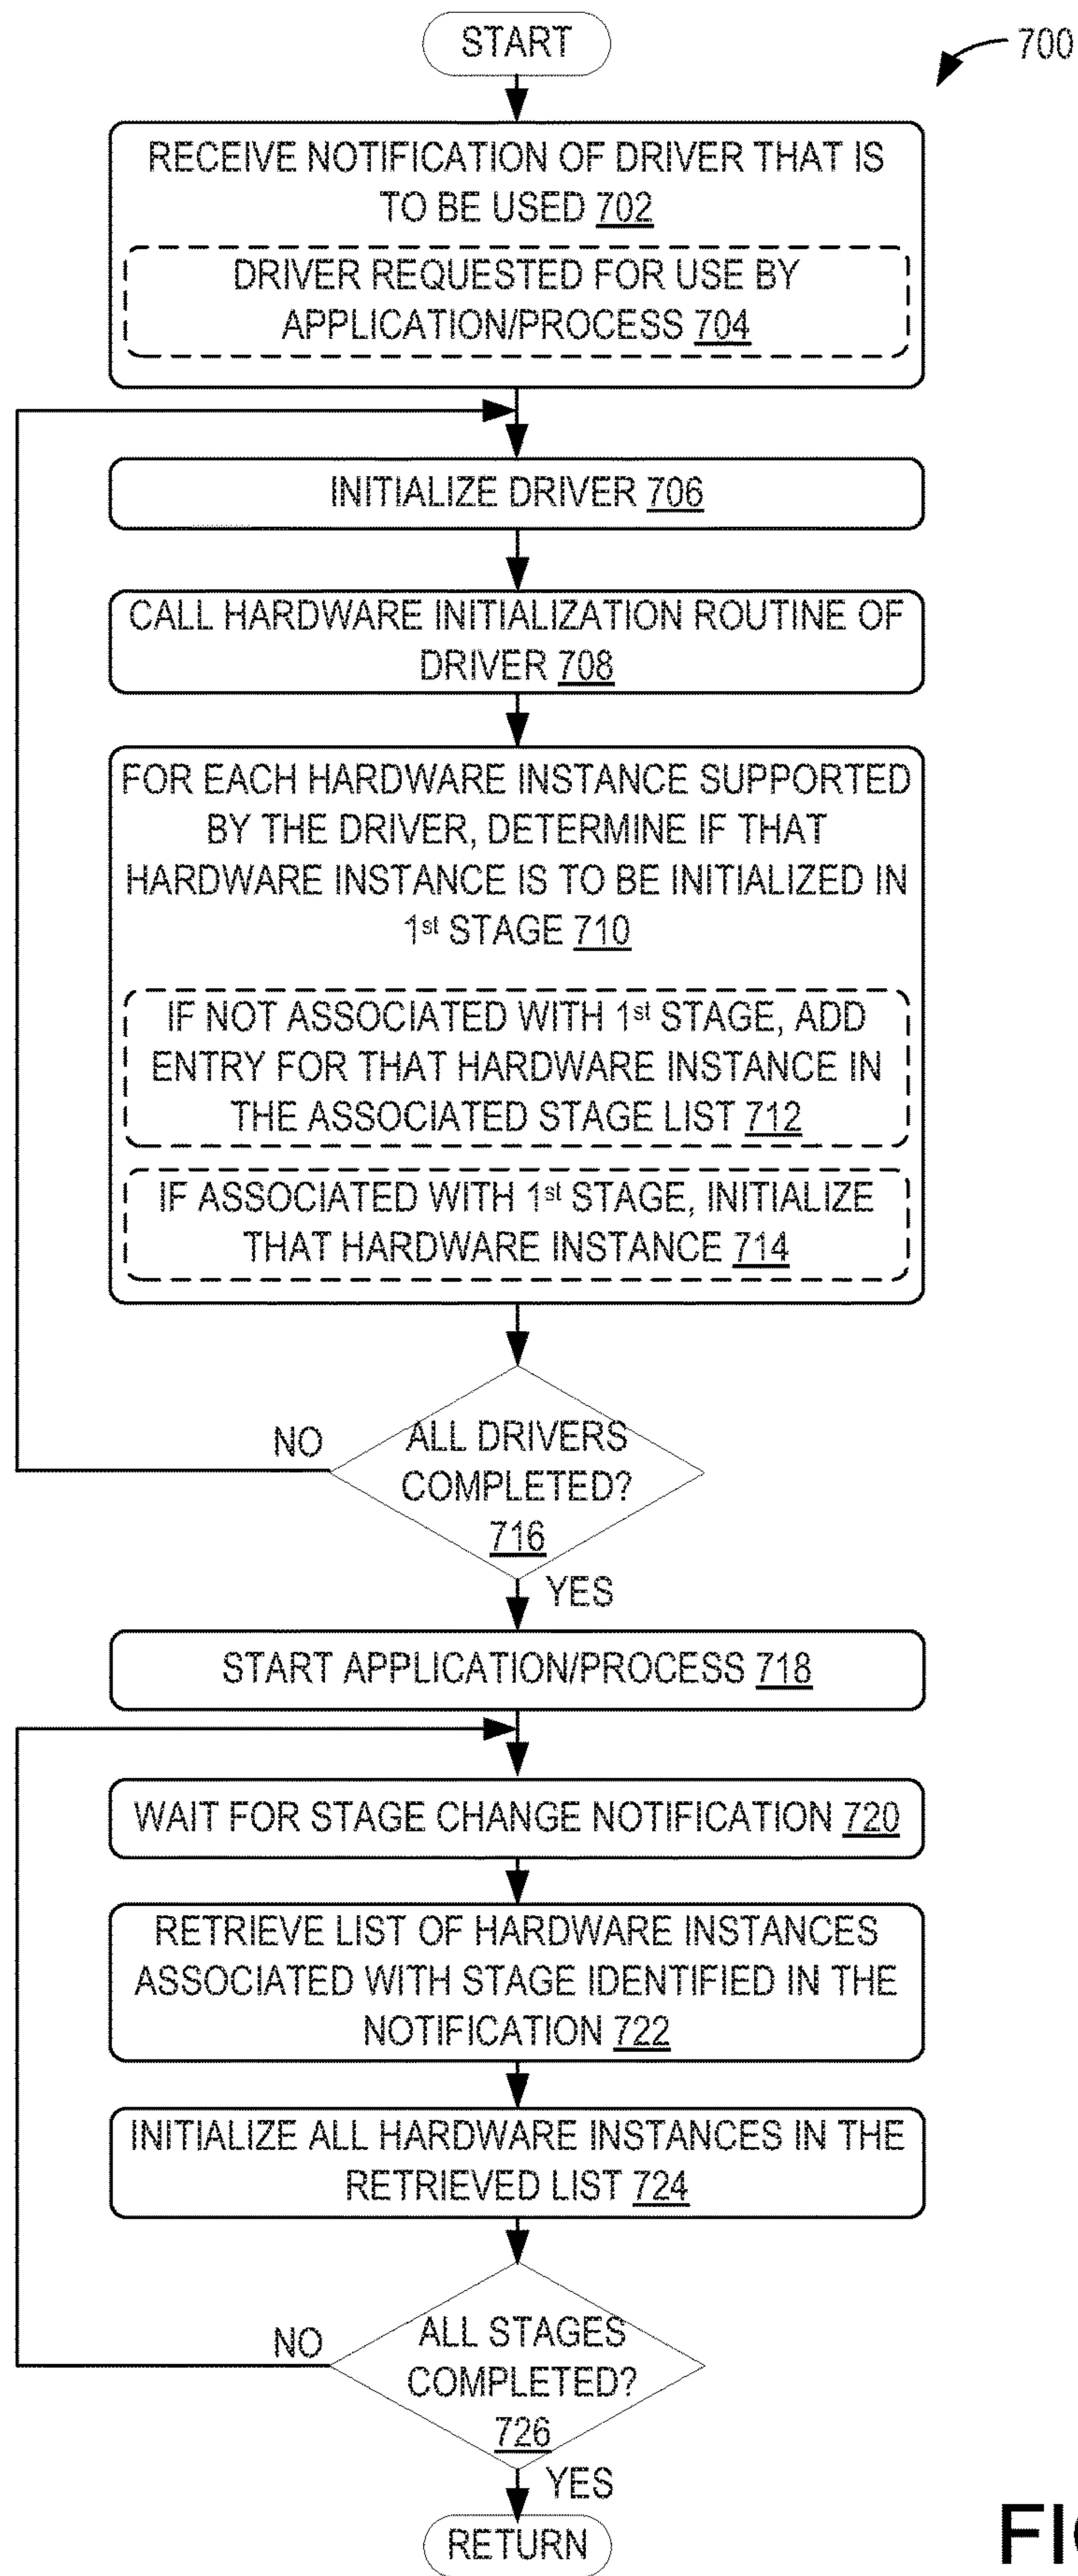 START
700
RECEIVE NOTIFICATION OF DRIVER THAT IS
TO BE USED 702
DRIVER REQUESTED FOR USE BY
APPLICATION/PROCESS 704
INITIALIZE DRIVER 706
CALL HARDWARE INITIALIZATION ROUTINE OF
DRIVER 708
FOR EACH HARDWARE INSTANCE SUPPORTED
BY THE DRIVER, DETERMINE IF THAT
HARDWARE INSTANCE IS TO BE INITIALIZED IN
1st STAGE 710
IF NOT ASSOCIATED WITH 1st STAGE, ADD
ENTRY FOR THAT HARDWARE INSTANCE IN
THE ASSOCIATED STAGE LIST 712
IF ASSOCIATED WITH 1st STAGE, INITIALIZE
THAT HARDWARE INSTANCE 714
NO
ALL DRIVERS
COMPLETED?
716
YES
START APPLICATION/PROCESS 718
WAIT FOR STAGE CHANGE NOTIFICATION 720
RETRIEVE LIST OF HARDWARE INSTANCES
ASSOCIATED WITH STAGE IDENTIFIED IN THE
NOTIFICATION 722
INITIALIZE ALL HARDWARE INSTANCES IN THE
RETRIEVED LIST 724
NO
ALL STAGES
COMPLETED?
726
YES
RETURN